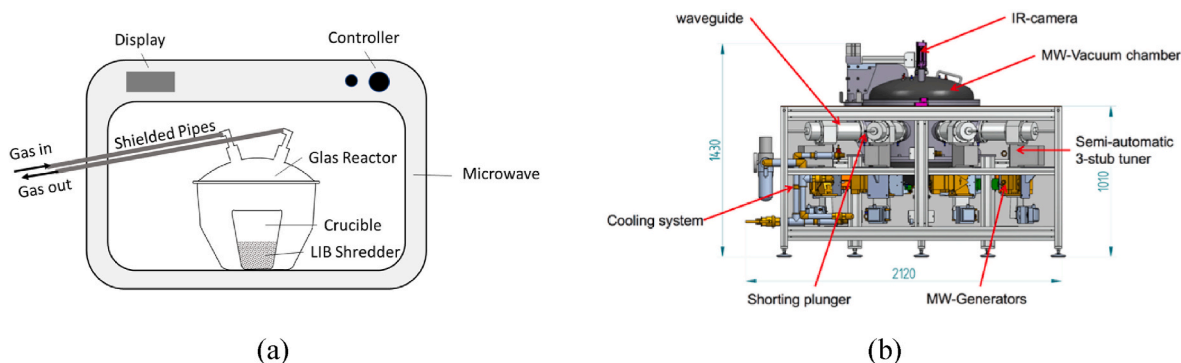 Display
Controller
Shielded Pipes
Gas in
Gas out
Glas Reactor
Microwave
Crucible
LIB Shredder
(a)
waveguide
IR-camera
MW-Vacuum chamber
Semi-automatic
3-stub tuner
1430
1010
Cooling system
2120
Shorting plunger
MW-Generators
(b)